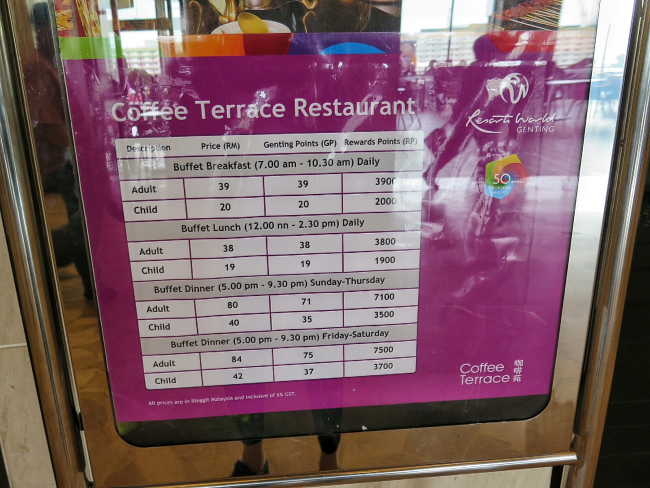 Coffee Terrace Restaurant
Resorts World
GENTING
50
Description Price (RM) Genting Points (GP) Rewards Points (RP)
Buffet Breakfast (7.00 am - 10.30 am) Daily
Adult 39 39 3900
Child 20 20 2000
Buffet Lunch (12.00 nn - 2.30 pm) Daily
Adult 38 38 3800
Child 19 19 1900
Buffet Dinner (5.00 pm - 9.30 pm) Sunday-Thursday
Adult 80 71 7100
Child 40 35 3500
Buffet Dinner (5.00 pm - 9.30 pm) Friday-Saturday
Adult 84 75 7500
Child 42 37 3700
Coffee Terrace 咖啡苑
All prices are in Ringgit Malaysia and inclusive of 6% GST.